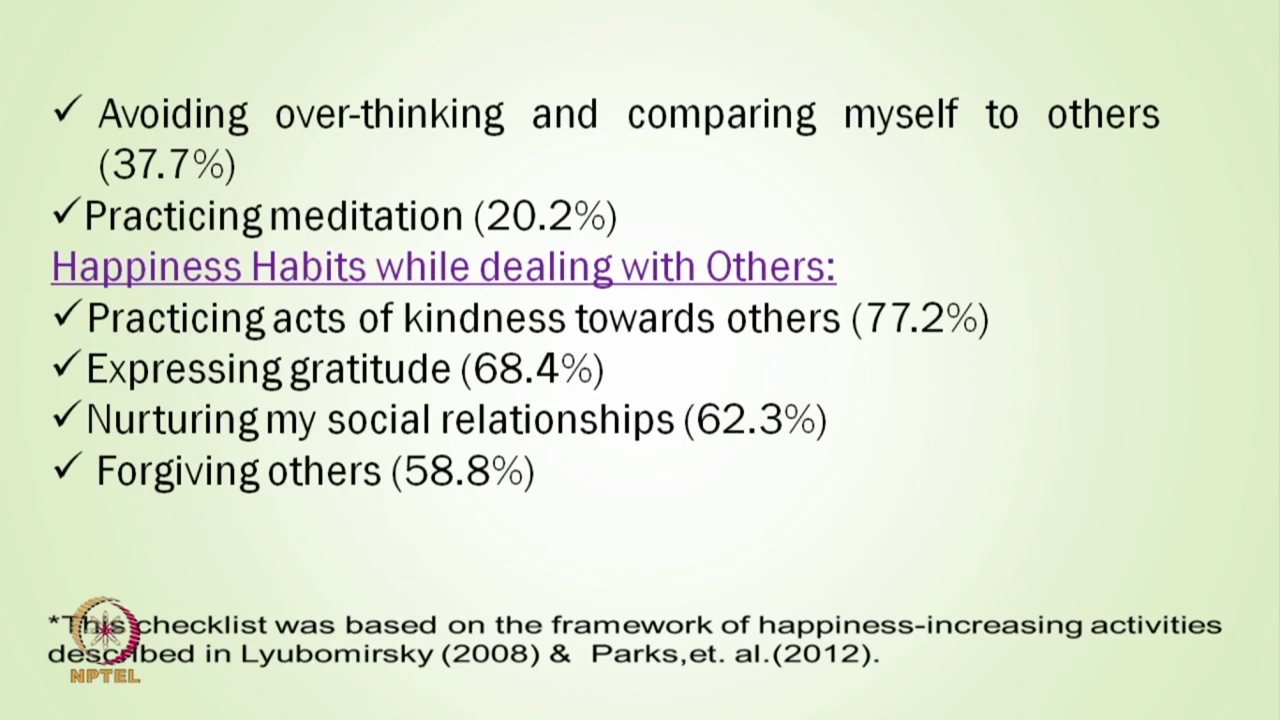 ✓ Avoiding over-thinking and comparing myself to others
(37.7%)
✓Practicing meditation (20.2%)
Happiness Habits while dealing with Others:
✓Practicing acts of kindness towards others (77.2%)
✓Expressing gratitude (68.4%)
✓Nurturing my social relationships (62.3%)
✓ Forgiving others (58.8%)
*This checklist was based on the framework of happiness-increasing activities
described in Lyubomirsky (2008) & Parks,et. al.(2012).
NPTEL